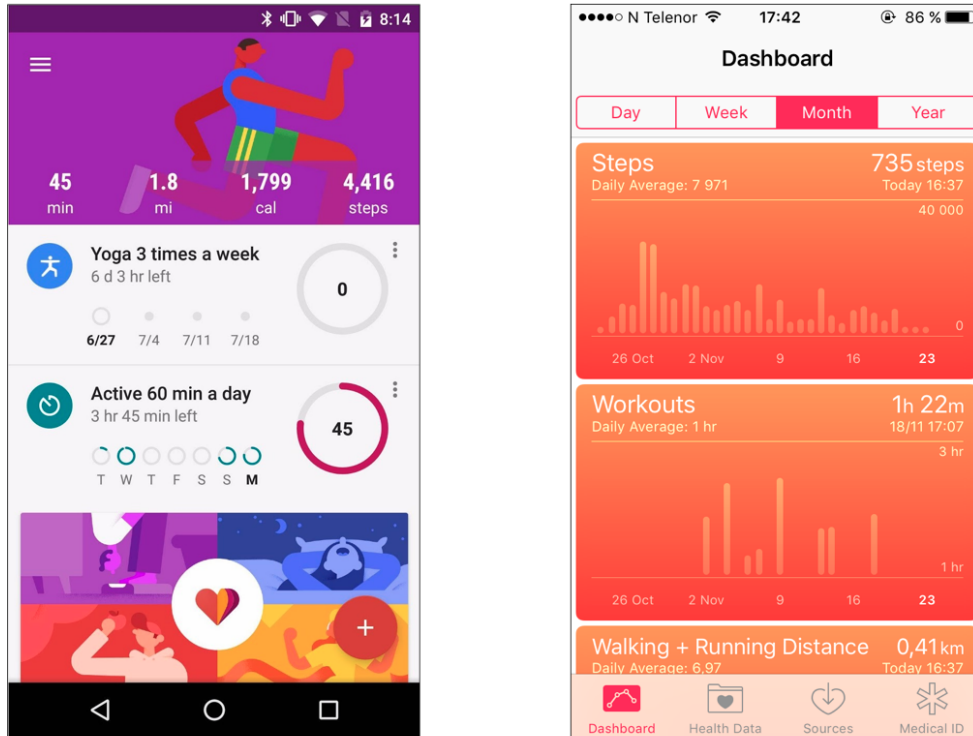 8:14
45 1.8 1,799 4,416
min mi cal steps
Yoga 3 times a week
6 d 3 hr left
0
6/27 7/4 7/11 7/18
Active 60 min a day
3 hr 45 min left
45
T W T F S S M
+
N Telenor 17:42 86 %
Dashboard
Day Week Month Year
Steps 735 steps
Daily Average: 7 971 Today 16:37
40 000
0
26 Oct 2 Nov 9 16 23
Workouts 1h 22m
Daily Average: 1 hr 18/11 17:07
3 hr
1 hr
26 Oct 2 Nov 9 16 23
Walking + Running Distance 0,41 km
Daily Average: 6,97 Today 16:37
Dashboard Health Data Sources Medical ID